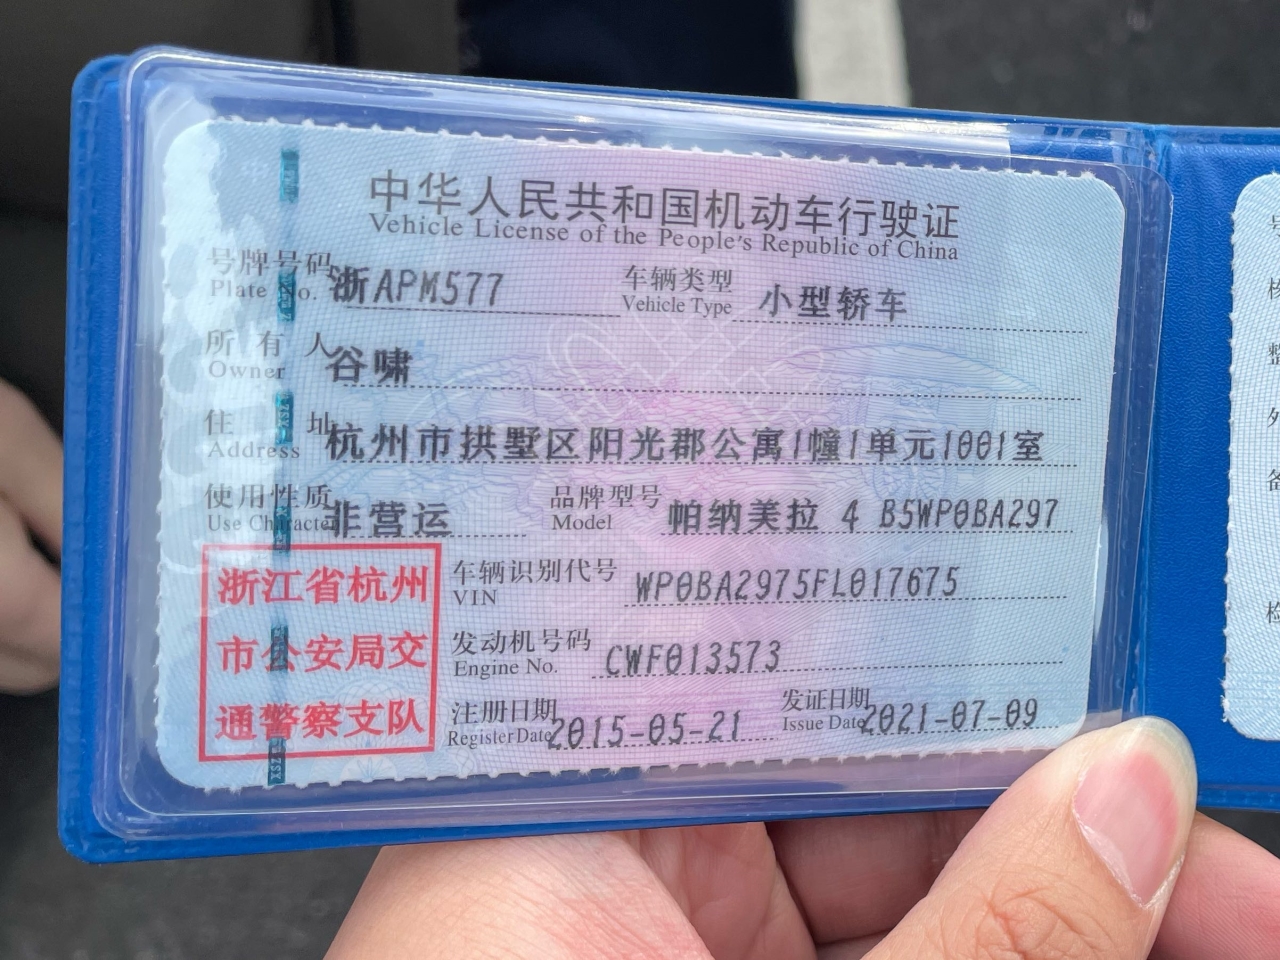 中华人民共和国机动车行驶证
Vehicle License of the People's Republic of China
号牌号码 浙APM577 车辆类型 小型轿车
Plate No. Vehicle Type
所有人 谷啸
Owner
住址 杭州市拱墅区阳光郡公寓1幢1单元1001室
Address
使用性质 非营运 品牌型号 帕纳美拉 4 B5WP0BA297
Use Character Model
浙江省杭州
市公安局交
通警察支队
车辆识别代号 WP0BA2975FL017675
VIN
发动机号码 CWF013573
Engine No.
注册日期 2015-05-21 发证日期 2021-07-09
Register Date Issue Date